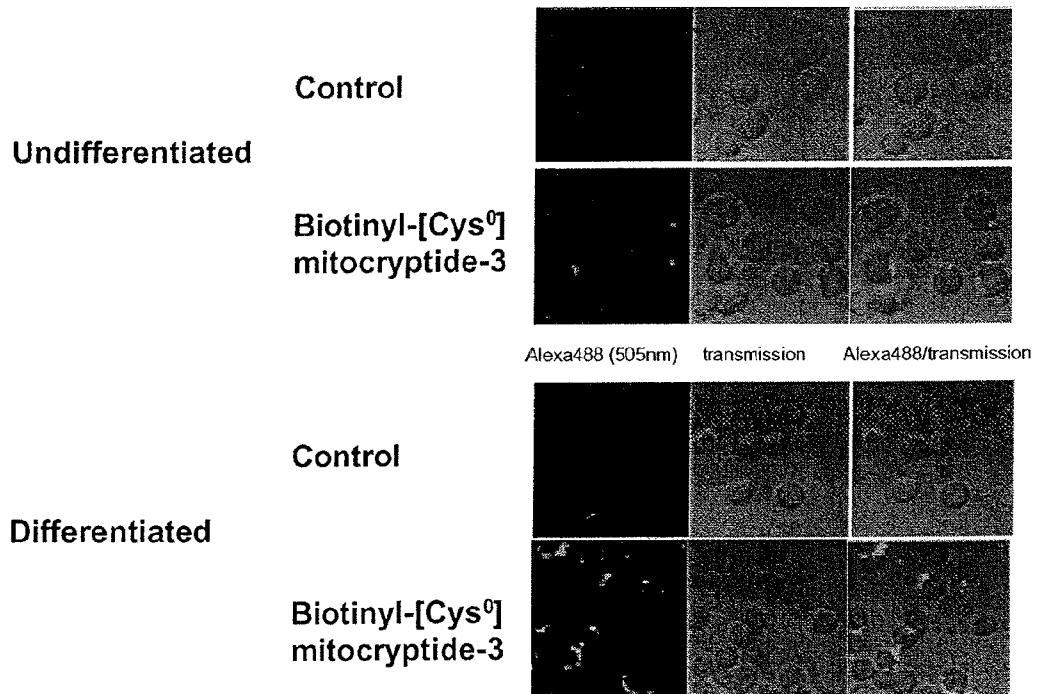 Control
Undifferentiated
Biotinyl-[Cys⁰]
mitocryptide-3
Alexa488 (505nm) transmission Alexa488/transmission
Control
Differentiated
Biotinyl-[Cys⁰]
mitocryptide-3